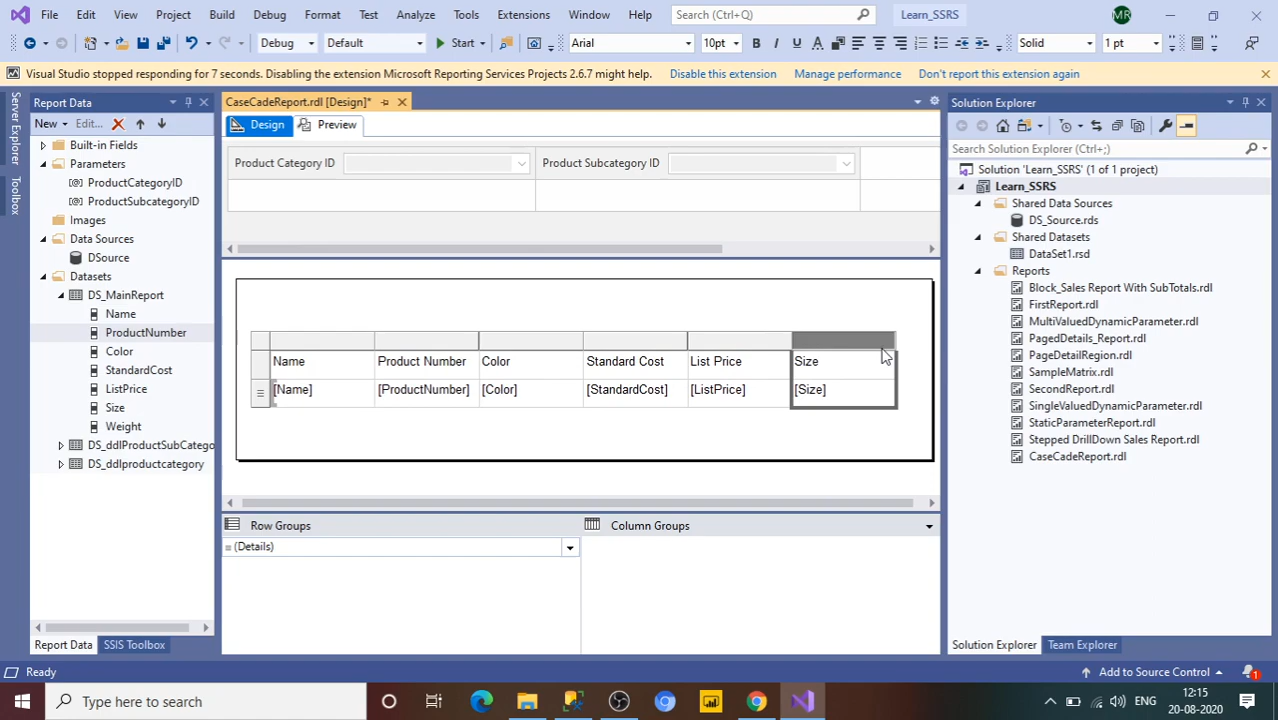 File Edit View Project Build Debug Format Test Analyze Tools Extensions Window Help Search (Ctrl+Q) Learn_SSRS MR
Debug Default Start Arial 10pt B I U A Solid 1 pt
Visual Studio stopped responding for 7 seconds. Disabling the extension Microsoft Reporting Services Projects 2.6.7 might help. Disable this extension Manage performance Don't report this extension again
Server Explorer
Toolbox
Report Data
New Edit...
Built-in Fields
Parameters
ProductCategoryID
ProductSubcategoryID
Images
Data Sources
DSource
Datasets
DS_MainReport
Name
ProductNumber
Color
StandardCost
ListPrice
Size
Weight
DS_ddlProductSubCatego
DS_ddlproductcategory
Report Data SSIS Toolbox
CaseCadeReport.rdl [Design]*
Design Preview
Product Category ID Product Subcategory ID
Name Product Number Color Standard Cost List Price Size
[Name] [ProductNumber] [Color] [StandardCost] [ListPrice] [Size]
Row Groups Column Groups
(Details)
Solution Explorer
Search Solution Explorer (Ctrl+;)
Solution 'Learn_SSRS' (1 of 1 project)
Learn_SSRS
Shared Data Sources
DS_Source.rds
Shared Datasets
DataSet1.rsd
Reports
Block_Sales Report With SubTotals.rdl
FirstReport.rdl
MultiValuedDynamicParameter.rdl
PagedDetails_Report.rdl
PageDetailRegion.rdl
SampleMatrix.rdl
SecondReport.rdl
SingleValuedDynamicParameter.rdl
StaticParameterReport.rdl
Stepped DrillDown Sales Report.rdl
CaseCadeReport.rdl
Solution Explorer Team Explorer
Ready Add to Source Control 1
Type here to search ENG 12:15
20-08-2020